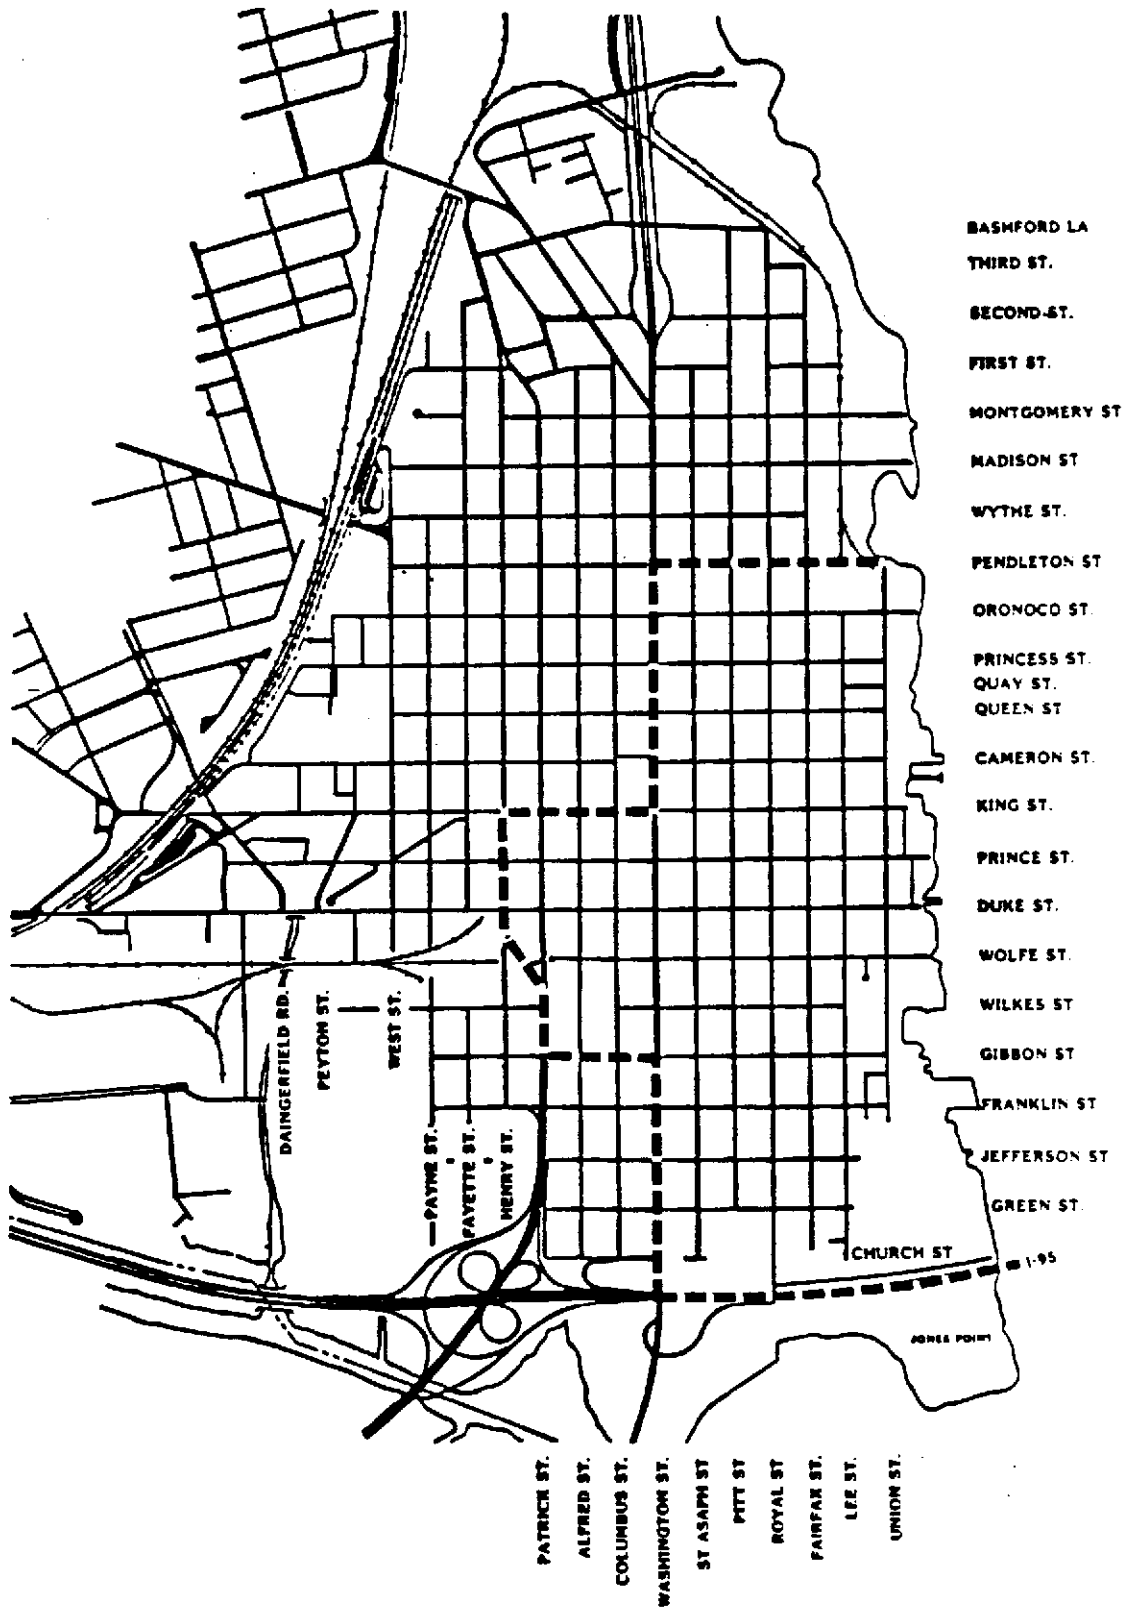 BASHFORD LA
THIRD ST.
SECOND ST.
FIRST ST.
MONTGOMERY ST
MADISON ST
WYTHE ST.
PENDLETON ST
ORONOCO ST.
PRINCESS ST.
QUAY ST.
QUEEN ST
CAMERON ST.
KING ST.
PRINCE ST.
DUKE ST.
WOLFE ST.
WILKES ST
GIBBON ST
FRANKLIN ST
JEFFERSON ST
GREEN ST.
DAINGERFIELD RD.
PEYTON ST.
WEST ST.
PAYNE ST.
FAYETTE ST.
HENRY ST.
CHURCH ST
I-95
JONES POINT
PATRICK ST.
ALFRED ST.
COLUMBUS ST.
WASHINGTON ST.
ST ASAPH ST
PITT ST
ROYAL ST
FAIRFAX ST.
LEE ST.
UNION ST.